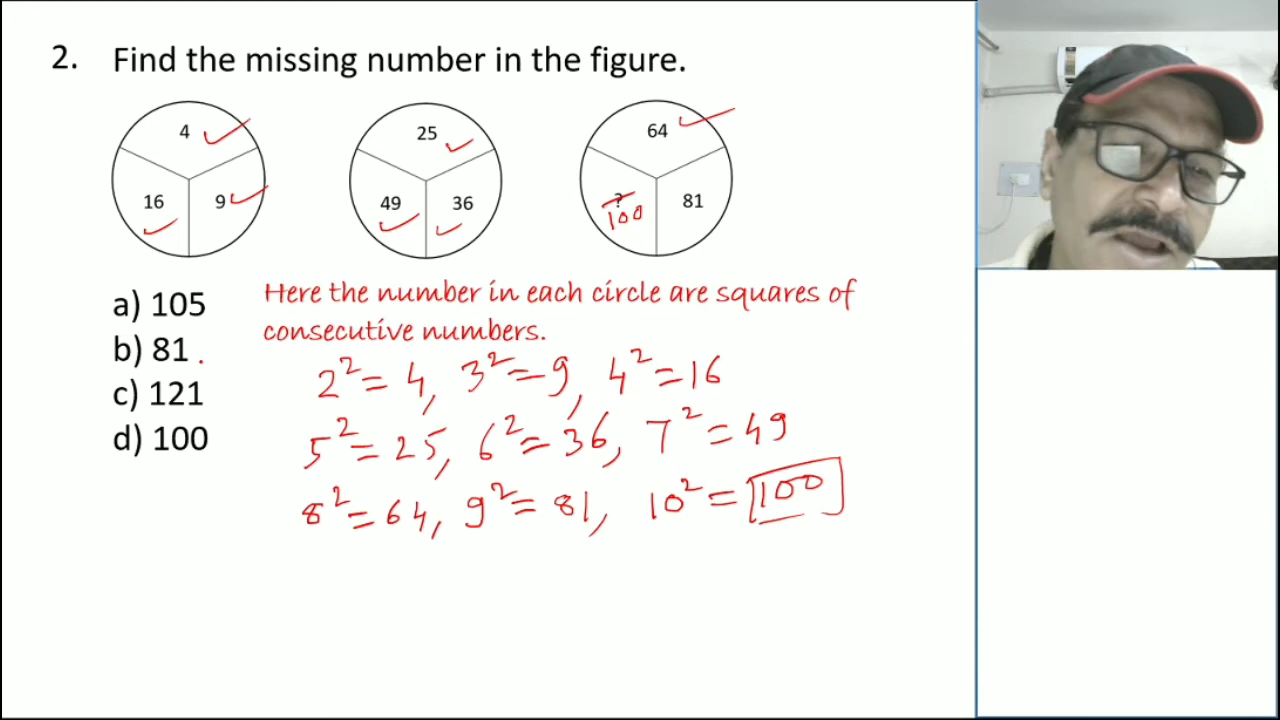 2. Find the missing number in the figure.
4
16 9
25
49 36
64
? 81
100
a) 105
b) 81 .
c) 121
d) 100
Here the number in each circle are squares of
consecutive numbers.
2² = 4, 3² = 9, 4² = 16
5² = 25, 6² = 36, 7² = 49
8² = 64, 9² = 81, 10² = 100